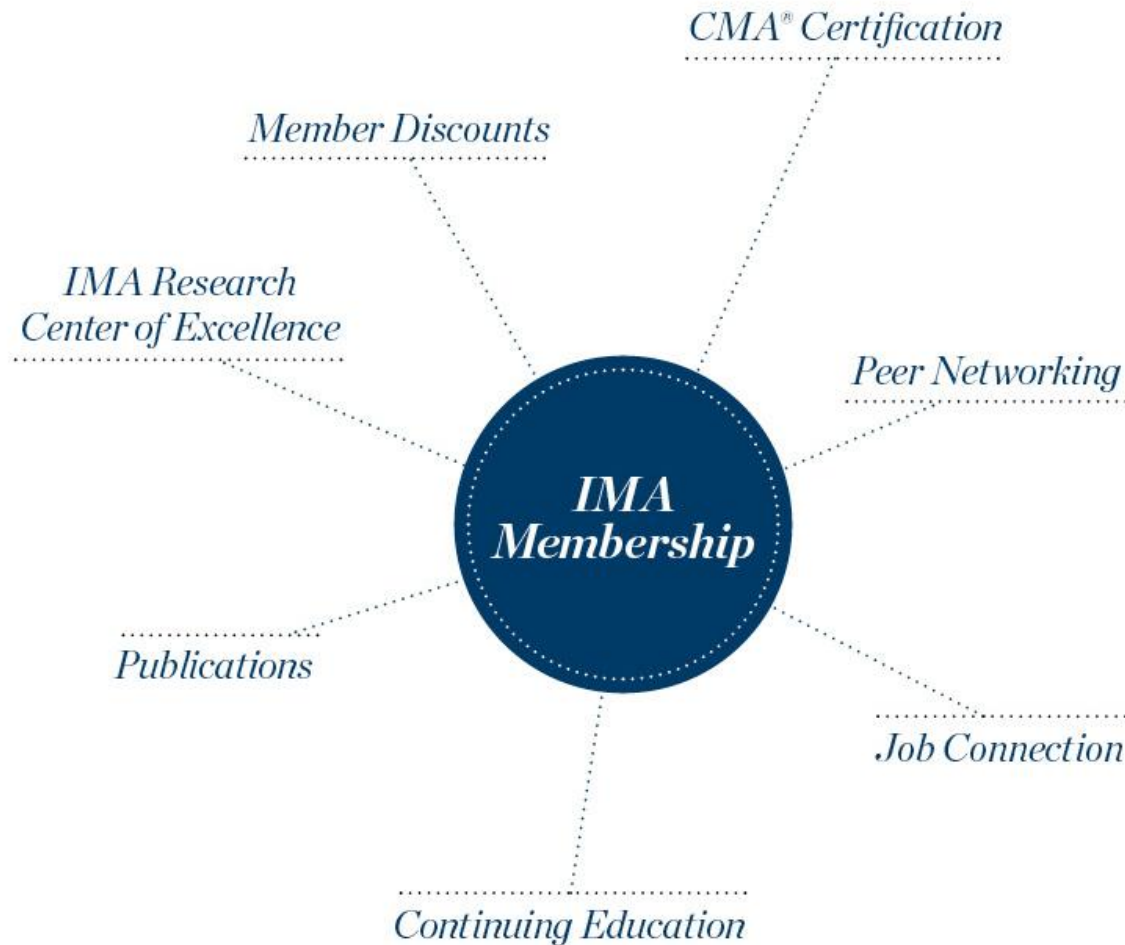 CMA® Certification
Member Discounts
IMA Research
Center of Excellence
Peer Networking
IMA
Membership
Publications
Job Connection
Continuing Education